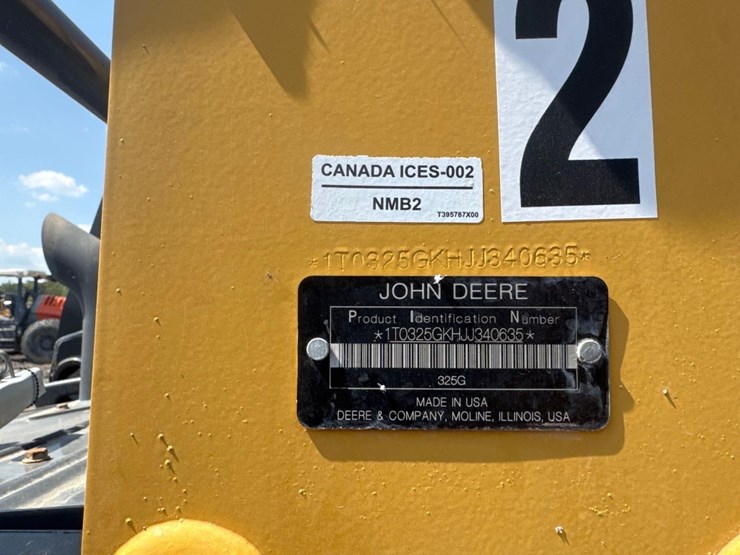 2
CANADA ICES-002
NMB2
T395787X00
*1T0325GKHJJ340635*
JOHN DEERE
Product Identification Number
*1T0325GKHJJ340635*
325G
MADE IN USA
DEERE & COMPANY, MOLINE, ILLINOIS, USA